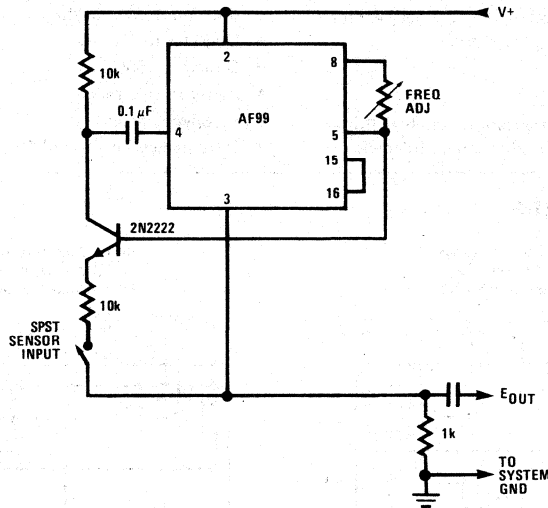 V+
2
8
10k
FREQ
ADJ
0.1 μF
AF99
4
5
15
16
3
2N2222
10k
SPST
SENSOR
INPUT
EOUT
1k
TO
SYSTEM
GND